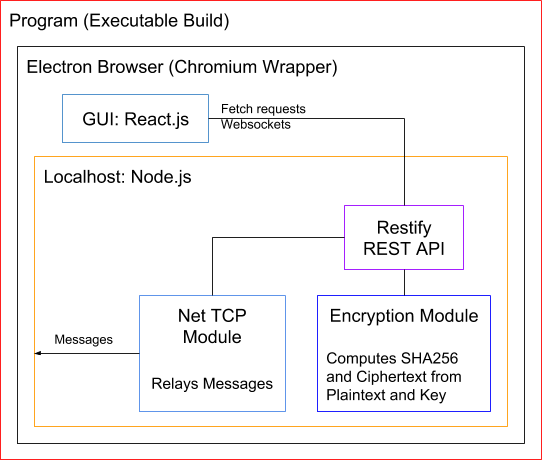 Program (Executable Build)
Electron Browser (Chromium Wrapper)
GUI: React.js
Fetch requests
Websockets
Localhost: Node.js
Restify
REST API
Net TCP
Module
Relays Messages
Encryption Module
Computes SHA256
and Ciphertext from
Plaintext and Key
Messages